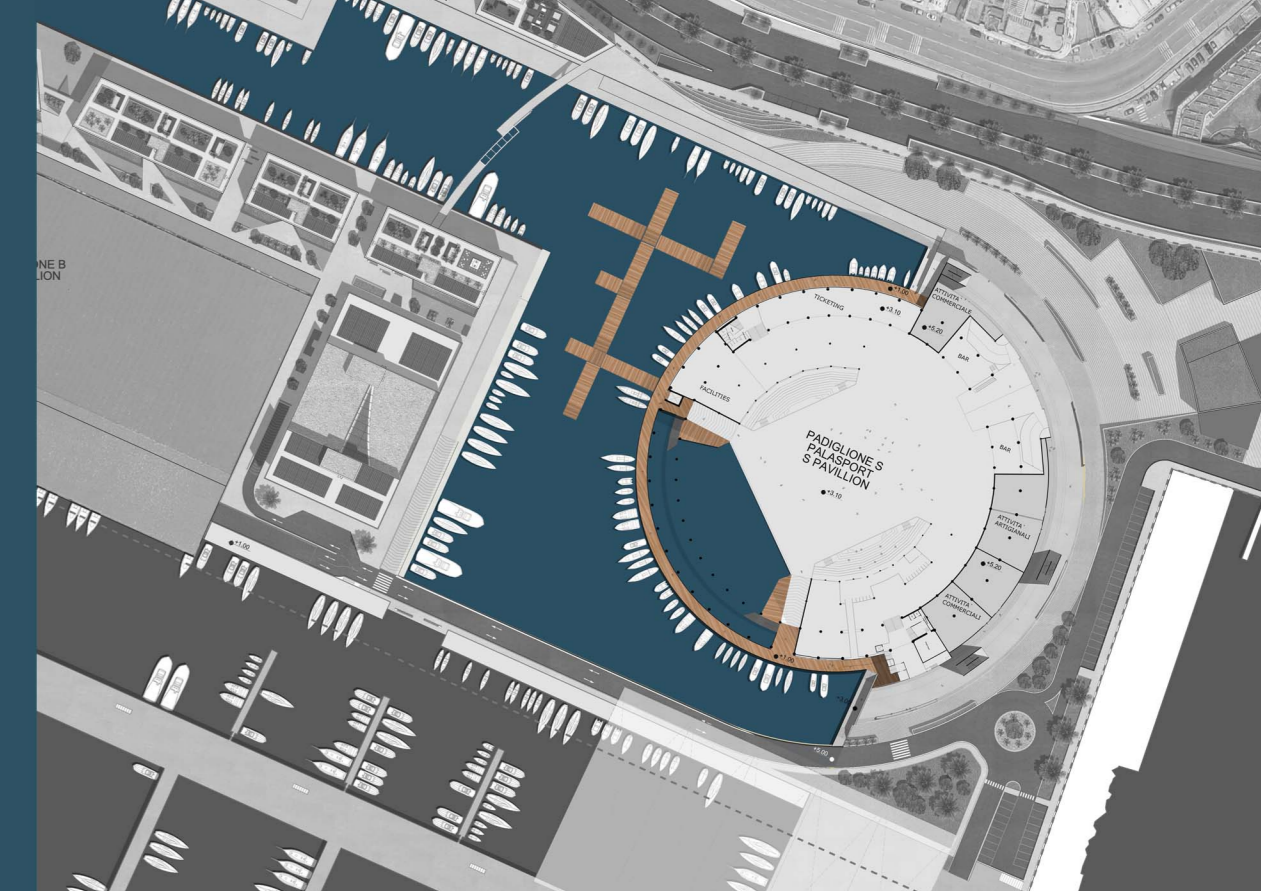 ONE B
LION
TICKETING
+1.00
+3.10
ATTIVITA'
COMMERCIALE
+5.20
BAR
FACILITIES
PADIGLIONE S
PALASPORT
S PAVILLION
+3.10
BAR
ATTIVITA'
ARTIGIANALI
+5.20
ATTIVITA'
COMMERCIALI
+1.00
+1.00
+5.00